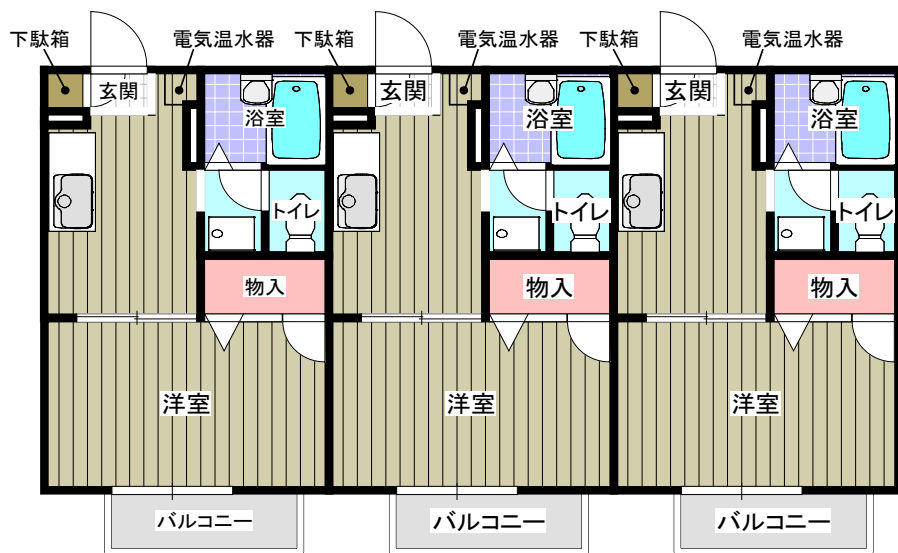 下駄箱
電気温水器
下駄箱
電気温水器
下駄箱
電気温水器
玄関
玄関
玄関
浴室
浴室
浴室
トイレ
トイレ
トイレ
物入
物入
物入
洋室
洋室
洋室
バルコニー
バルコニー
バルコニー